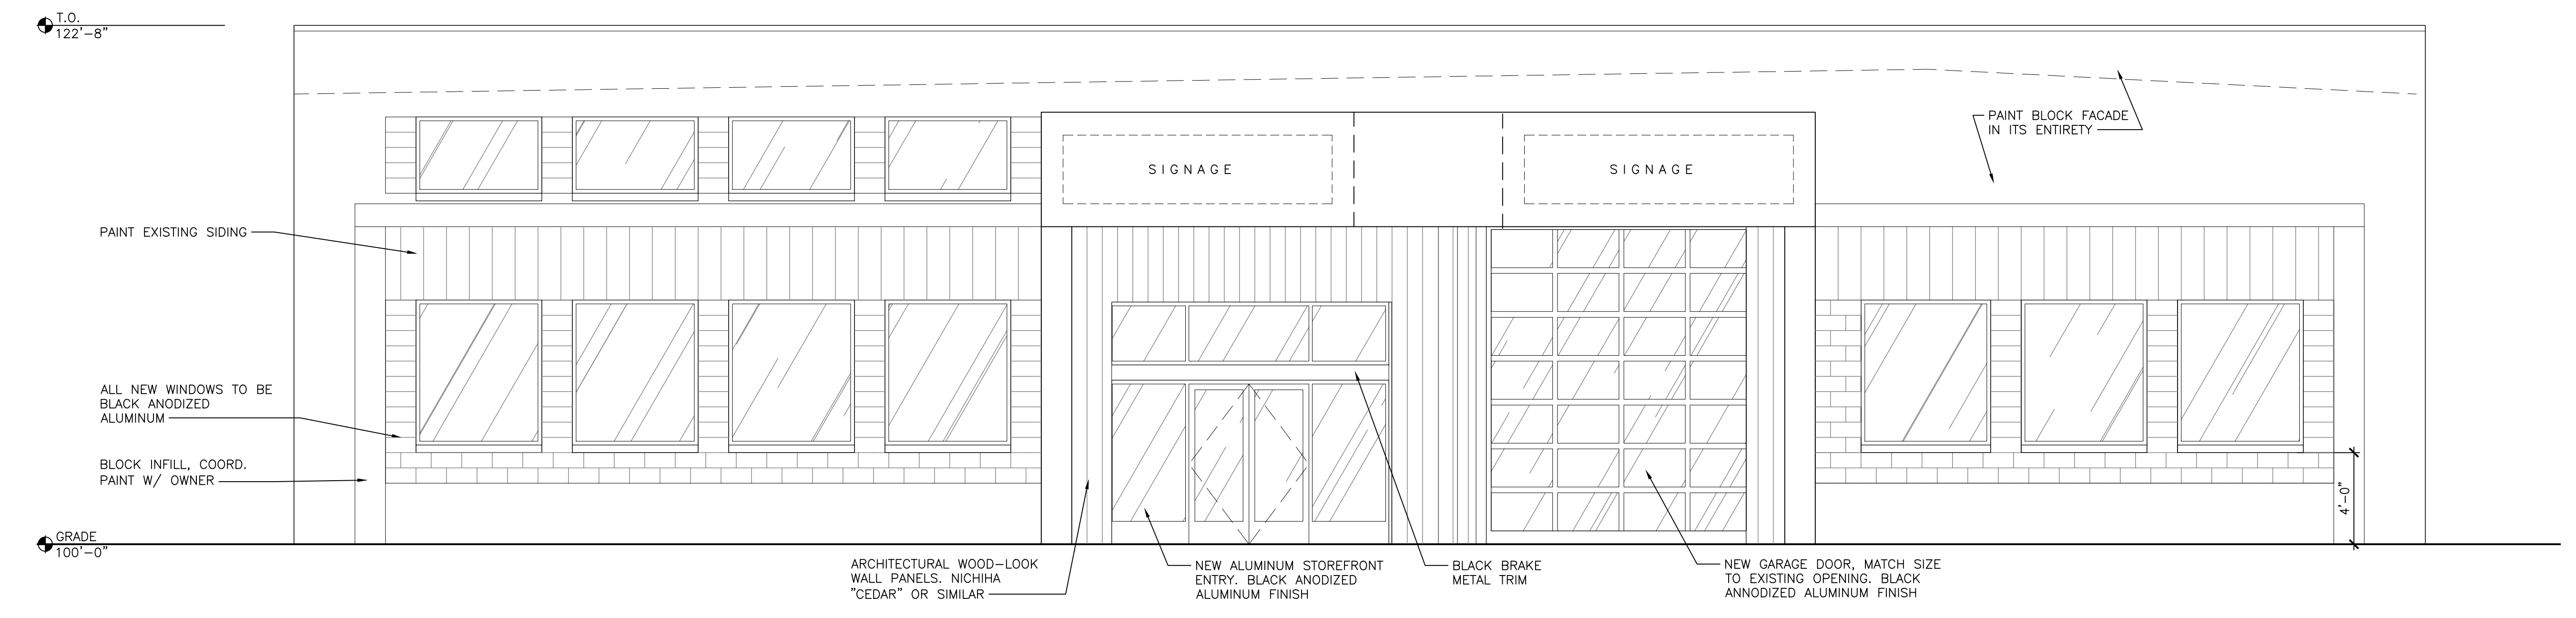 T.O.
122'-8"
PAINT BLOCK FACADE
IN ITS ENTIRETY
SIGNAGE
SIGNAGE
PAINT EXISTING SIDING
ALL NEW WINDOWS TO BE
BLACK ANODIZED
ALUMINUM
BLOCK INFILL, COORD.
PAINT W/ OWNER
4'-0"
GRADE
100'-0"
ARCHITECTURAL WOOD-LOOK
WALL PANELS. NICHIHA
"CEDAR" OR SIMILAR
NEW ALUMINUM STOREFRONT
ENTRY. BLACK ANODIZED
ALUMINUM FINISH
BLACK BRAKE
METAL TRIM
NEW GARAGE DOOR, MATCH SIZE
TO EXISTING OPENING. BLACK
ANNODIZED ALUMINUM FINISH